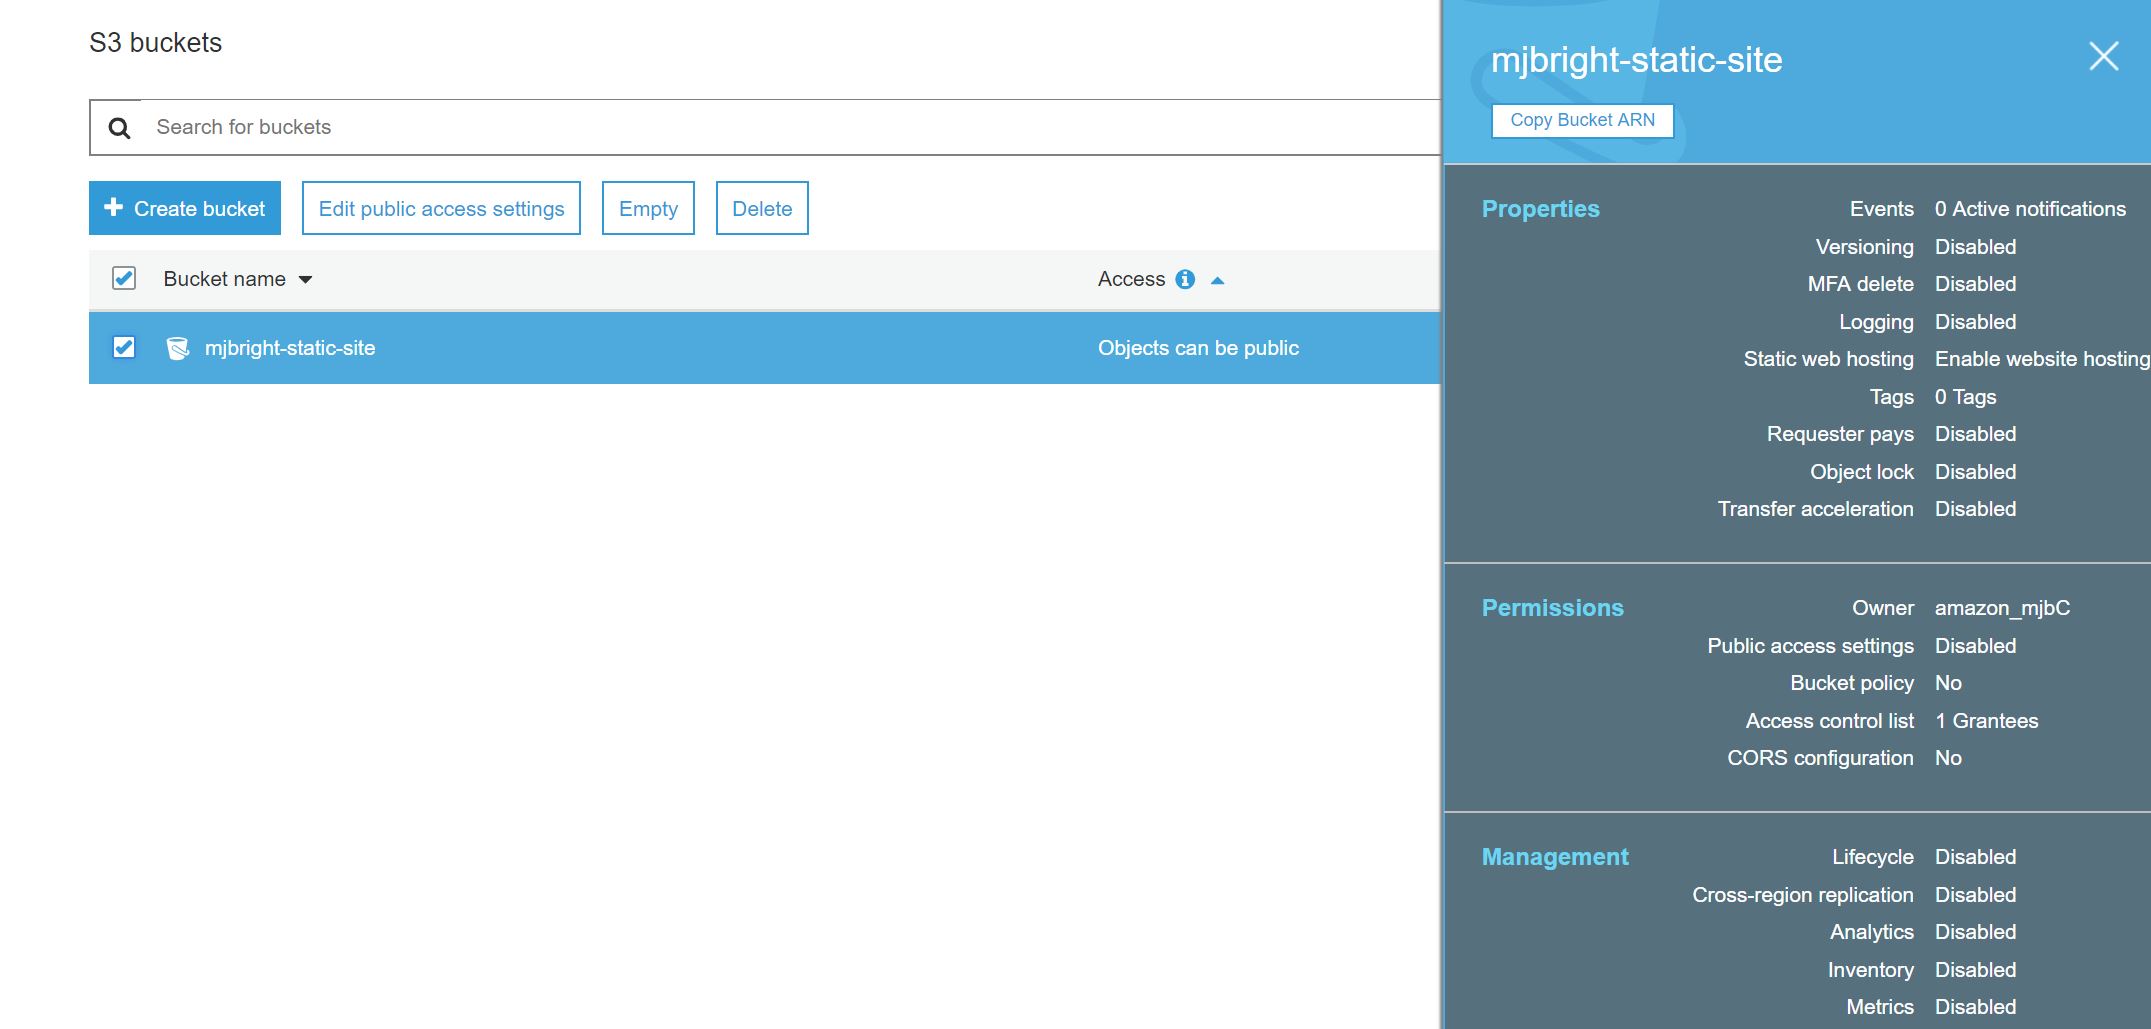 S3 buckets
Search for buckets
Create bucket
Edit public access settings
Empty
Delete
Bucket name
Access
mjbright-static-site
Objects can be public
mjbright-static-site
Copy Bucket ARN
Properties
Events 0 Active notifications
Versioning Disabled
MFA delete Disabled
Logging Disabled
Static web hosting Enable website hosting
Tags 0 Tags
Requester pays Disabled
Object lock Disabled
Transfer acceleration Disabled
Permissions
Owner amazon_mjbC
Public access settings Disabled
Bucket policy No
Access control list 1 Grantees
CORS configuration No
Management
Lifecycle Disabled
Cross-region replication Disabled
Analytics Disabled
Inventory Disabled
Metrics Disabled